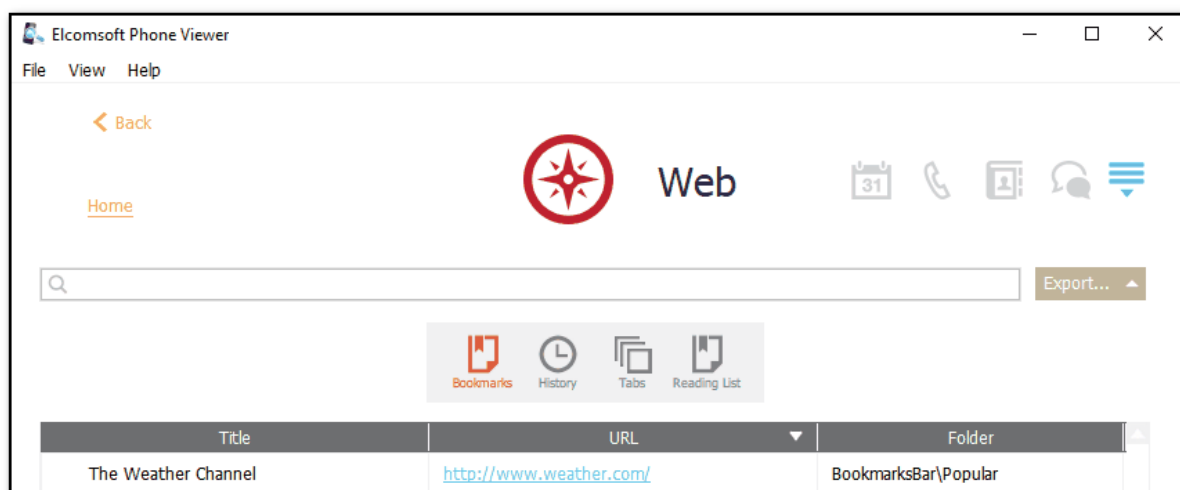 Elcomsoft Phone Viewer
File View Help
Back
Web
31
Home
Export...
Bookmarks History Tabs Reading List
Title URL Folder
The Weather Channel http://www.weather.com/ BookmarksBar\Popular